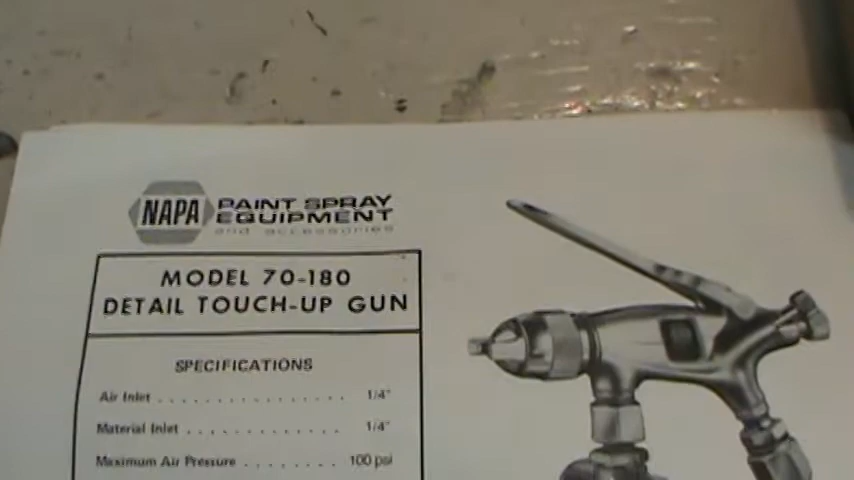 NAPA PAINT SPRAY
EQUIPMENT
and accessories
MODEL 70-180
DETAIL TOUCH-UP GUN
SPECIFICATIONS
Air Inlet . . . . . . . . . . . . . . . . 1/4"
Material Inlet . . . . . . . . . . . . . 1/4"
Maximum Air Pressure . . . . . . . . 100 psi